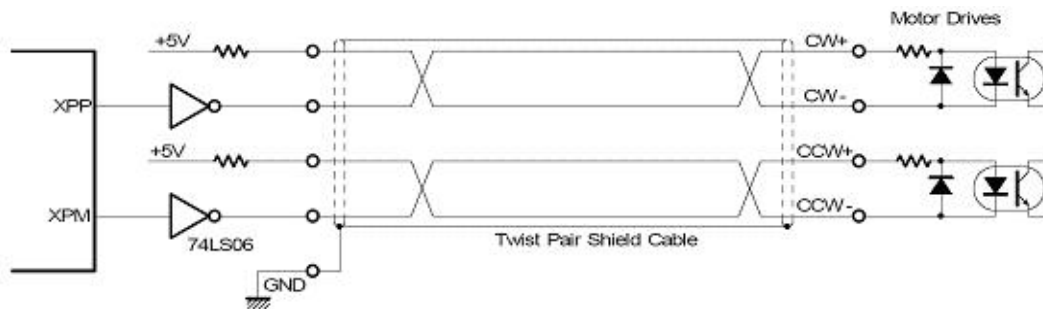 Motor Drives
+5V
CW+
XPP
CW-
+5V
CCW+
XPM
CCW-
74LS06
Twist Pair Shield Cable
GND